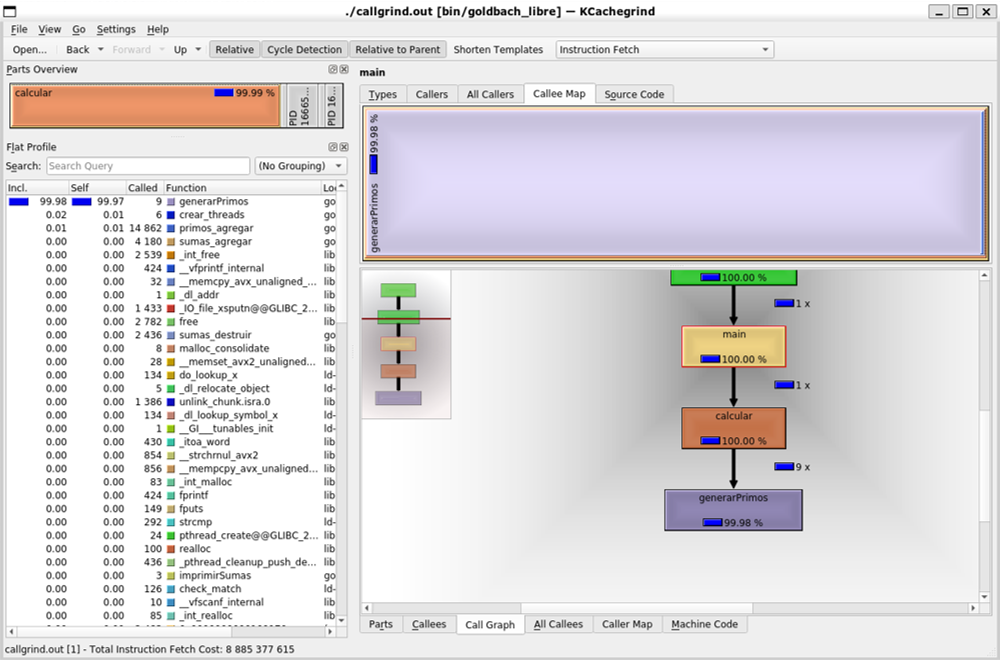 ./callgrind.out [bin/goldbach_libre] — KCachegrind
File View Go Settings Help
Open... Back Forward Up Relative Cycle Detection Relative to Parent Shorten Templates Instruction Fetch
Parts Overview
calcular 99.99 %
PID 16665...
PID 16...
Flat Profile
Search: Search Query (No Grouping)
Incl. Self Called Function Lo
99.98 99.97 9 generarPrimos go
0.02 0.01 6 crear_threads go
0.01 0.01 14 862 primos_agregar go
0.00 0.00 4 180 sumas_agregar go
0.00 0.00 2 539 _int_free lib
0.00 0.00 424 __vfprintf_internal lib
0.00 0.00 32 __memcpy_avx_unaligned_... lib
0.00 0.00 1 _dl_addr lib
0.00 0.00 1 433 _IO_file_xsputn@@GLIBC_2... lib
0.00 0.00 2 782 free lib
0.00 0.00 2 436 sumas_destruir go
0.00 0.00 8 malloc_consolidate lib
0.00 0.00 28 __memset_avx2_unaligned... lib
0.00 0.00 134 do_lookup_x ld-
0.00 0.00 5 _dl_relocate_object ld-
0.00 0.00 1 386 unlink_chunk.isra.0 lib
0.00 0.00 134 _dl_lookup_symbol_x ld-
0.00 0.00 1 __GI___tunables_init ld-
0.00 0.00 430 _itoa_word lib
0.00 0.00 854 __strchrnul_avx2 lib
0.00 0.00 856 __mempcpy_avx_unaligned... lib
0.00 0.00 83 _int_malloc lib
0.00 0.00 424 fprintf lib
0.00 0.00 149 fputs lib
0.00 0.00 292 strcmp ld-
0.00 0.00 24 pthread_create@@GLIBC_2... lib
0.00 0.00 100 realloc lib
0.00 0.00 436 _pthread_cleanup_push_de... lib
0.00 0.00 3 imprimirSumas go
0.00 0.00 126 check_match ld-
0.00 0.00 10 __vfscanf_internal lib
0.00 0.00 85 _int_realloc lib
main
Types Callers All Callers Callee Map Source Code
generarPrimos 99.98 %
100.00 %
1 x
main
100.00 %
1 x
calcular
100.00 %
9 x
generarPrimos
99.98 %
Parts Callees Call Graph All Callees Caller Map Machine Code
callgrind.out [1] - Total Instruction Fetch Cost: 8 885 377 615